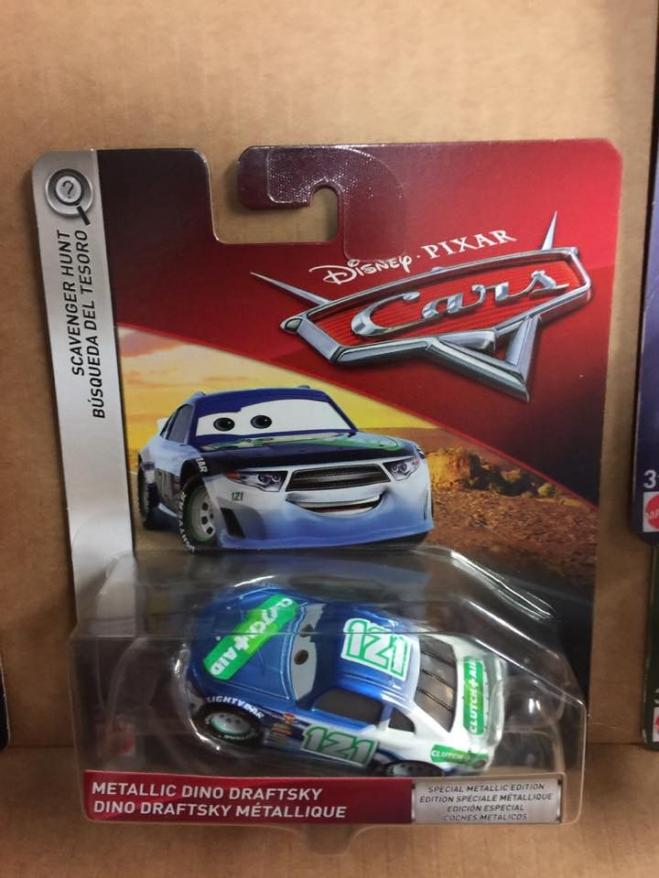 SCAVENGER HUNT
BÚSQUEDA DEL TESORO
?
Disney · PIXAR
Cars
121
CLUTCH+AID
121
CLUTCH+AID
LIGHTYEAR
121
METALLIC DINO DRAFTSKY
DINO DRAFTSKY MÉTALLIQUE
SPECIAL METALLIC EDITION
ÉDITION SPÉCIALE MÉTALLIQUE
EDICIÓN ESPECIAL
COCHES METÁLICOS